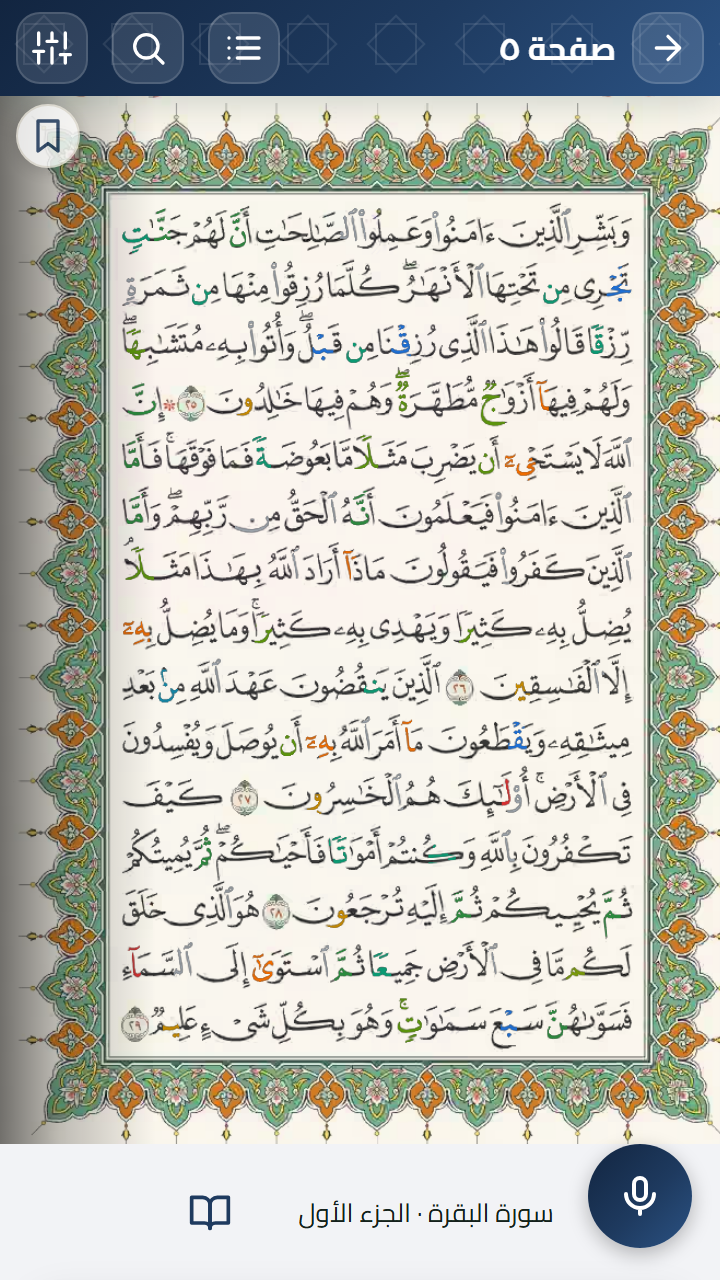 صفحة ٥
وَبَشِّرِ ٱلَّذِينَ ءَامَنُوا۟ وَعَمِلُوا۟ ٱلصَّٰلِحَٰتِ أَنَّ لَهُمْ جَنَّٰتٍ
تَجْرِى مِن تَحْتِهَا ٱلْأَنْهَٰرُ ۖ كُلَّمَا رُزِقُوا۟ مِنْهَا مِن ثَمَرَةٍ
رِّزْقًا قَالُوا۟ هَٰذَا ٱلَّذِى رُزِقْنَا مِن قَبْلُ ۖ وَأُتُوا۟ بِهِۦ مُتَشَٰبِهًا ۖ
وَلَهُمْ فِيهَآ أَزْوَٰجٌ مُّطَهَّرَةٌ ۖ وَهُمْ فِيهَا خَٰلِدُونَ ٢٥ * إِنَّ
ٱللَّهَ لَا يَسْتَحْىِۦٓ أَن يَضْرِبَ مَثَلًا مَّا بَعُوضَةً فَمَا فَوْقَهَا ۚ فَأَمَّا
ٱلَّذِينَ ءَامَنُوا۟ فَيَعْلَمُونَ أَنَّهُ ٱلْحَقُّ مِن رَّبِّهِمْ ۖ وَأَمَّا
ٱلَّذِينَ كَفَرُوا۟ فَيَقُولُونَ مَاذَآ أَرَادَ ٱللَّهُ بِهَٰذَا مَثَلًا ۘ
يُضِلُّ بِهِۦ كَثِيرًا وَيَهْدِى بِهِۦ كَثِيرًا ۚ وَمَا يُضِلُّ بِهِۦٓ
إِلَّا ٱلْفَٰسِقِينَ ٢٦ ٱلَّذِينَ يَنقُضُونَ عَهْدَ ٱللَّهِ مِنۢ بَعْدِ
مِيثَٰقِهِۦ وَيَقْطَعُونَ مَآ أَمَرَ ٱللَّهُ بِهِۦٓ أَن يُوصَلَ وَيُفْسِدُونَ
فِى ٱلْأَرْضِ ۚ أُو۟لَٰٓئِكَ هُمُ ٱلْخَٰسِرُونَ ٢٧ كَيْفَ
تَكْفُرُونَ بِٱللَّهِ وَكُنتُمْ أَمْوَٰتًا فَأَحْيَٰكُمْ ۖ ثُمَّ يُمِيتُكُمْ
ثُمَّ يُحْيِيكُمْ ثُمَّ إِلَيْهِ تُرْجَعُونَ ٢٨ هُوَ ٱلَّذِى خَلَقَ
لَكُم مَّا فِى ٱلْأَرْضِ جَمِيعًا ثُمَّ ٱسْتَوَىٰٓ إِلَى ٱلسَّمَآءِ
فَسَوَّىٰهُنَّ سَبْعَ سَمَٰوَٰتٍ ۚ وَهُوَ بِكُلِّ شَىْءٍ عَلِيمٌ ٢٩
سورة البقرة · الجزء الأول